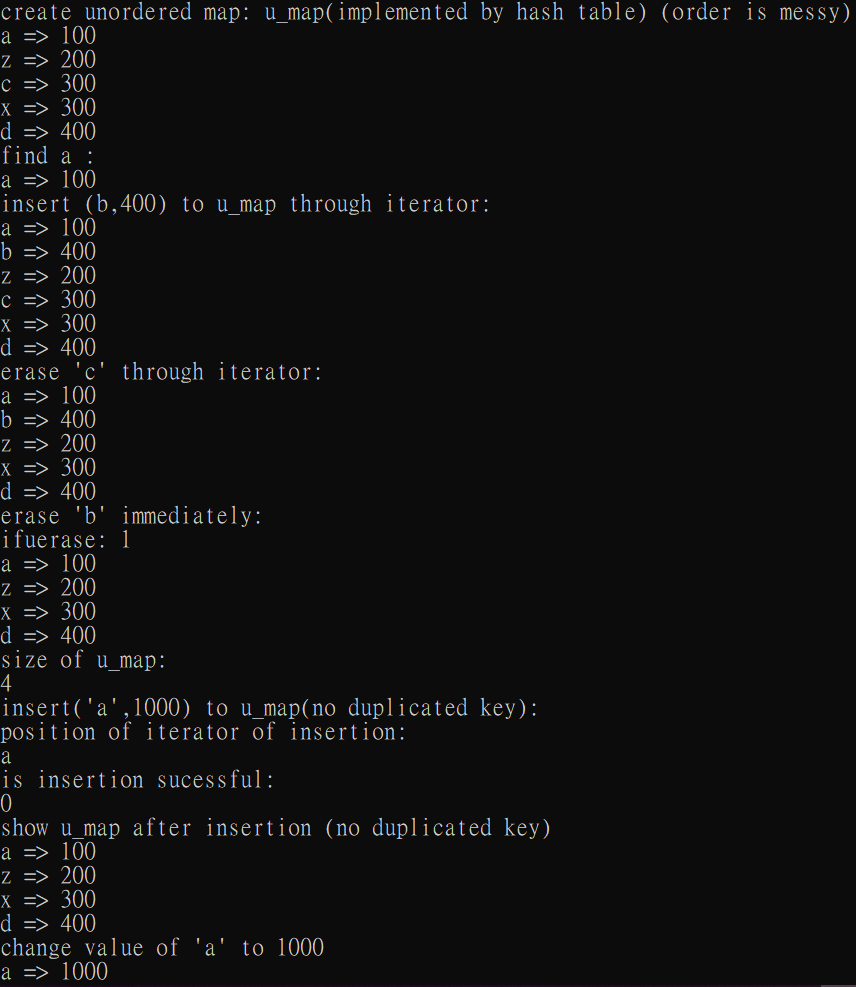 create unordered map: u_map(implemented by hash table) (order is messy)
a => 100
z => 200
c => 300
x => 300
d => 400
find a :
a => 100
insert (b,400) to u_map through iterator:
a => 100
b => 400
z => 200
c => 300
x => 300
d => 400
erase 'c' through iterator:
a => 100
b => 400
z => 200
x => 300
d => 400
erase 'b' immediately:
ifuerase: 1
a => 100
z => 200
x => 300
d => 400
size of u_map:
4
insert('a',1000) to u_map(no duplicated key):
position of iterator of insertion:
a
is insertion sucessful:
0
show u_map after insertion (no duplicated key)
a => 100
z => 200
x => 300
d => 400
change value of 'a' to 1000
a => 1000